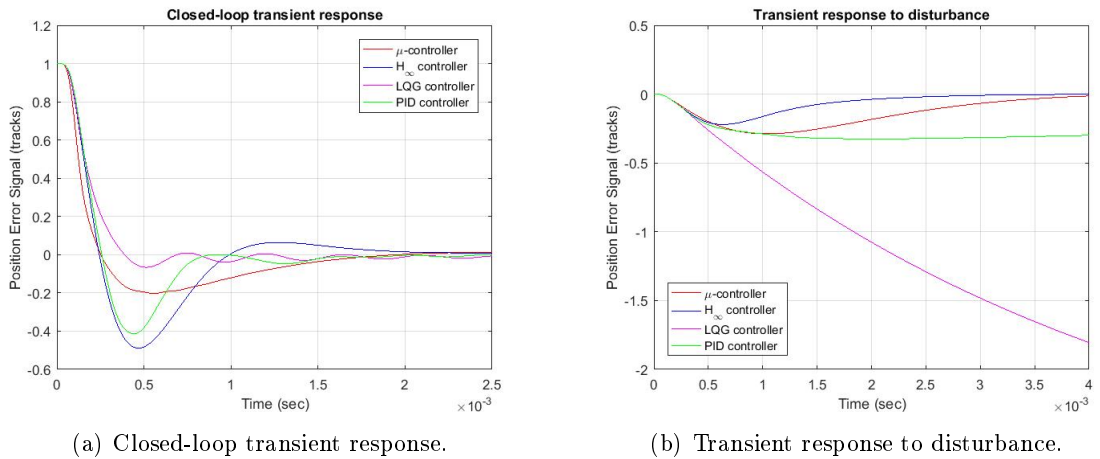 Closed-loop transient response
1.2
1
0.8
0.6
0.4
0.2
0
-0.2
-0.4
-0.6
Position Error Signal (tracks)
μ-controller
H∞ controller
LQG controller
PID controller
0 0.5 1 1.5 2 2.5
Time (sec)
×10-3
(a) Closed-loop transient response.
Transient response to disturbance
0.5
0
-0.5
-1
-1.5
-2
Position Error Signal (tracks)
μ-controller
H∞ controller
LQG controller
PID controller
0 0.5 1 1.5 2 2.5 3 3.5 4
Time (sec)
×10-3
(b) Transient response to disturbance.